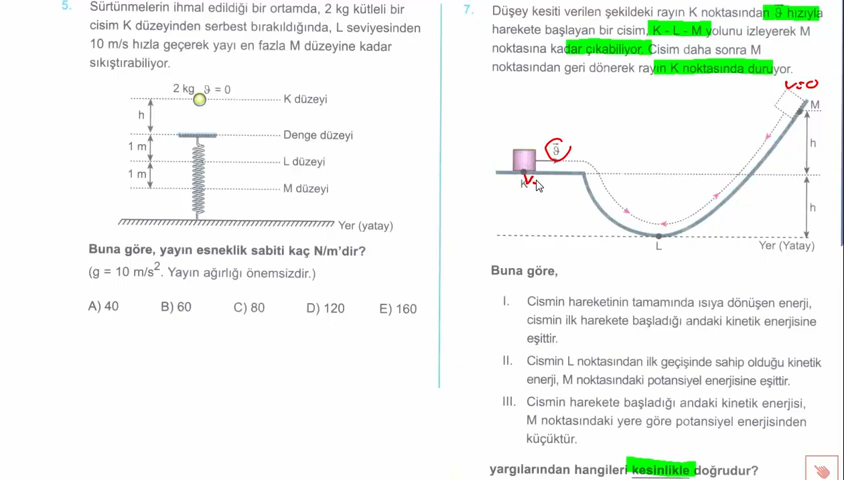 5. Sürtünmelerin ihmal edildiği bir ortamda, 2 kg kütleli bir
cisim K düzeyinden serbest bırakıldığında, L seviyesinden
10 m/s hızla geçerek yayı en fazla M düzeyine kadar
sıkıştırabiliyor.
2 kg ϑ = 0
K düzeyi
h
Denge düzeyi
1 m
L düzeyi
1 m
M düzeyi
Yer (yatay)
Buna göre, yayın esneklik sabiti kaç N/m'dir?
(g = 10 m/s². Yayın ağırlığı önemsizdir.)
A) 40 B) 60 C) 80 D) 120 E) 160
7. Düşey kesiti verilen şekildeki rayın K noktasından ϑ hızıyla
harekete başlayan bir cisim, K - L - M yolunu izleyerek M
noktasına kadar çıkabiliyor. Cisim daha sonra M
noktasından geri dönerek rayın K noktasında duruyor.
v=0
M
ϑ
h
K
h
L
Yer (Yatay)
Buna göre,
I. Cismin hareketinin tamamında ısıya dönüşen enerji,
cismin ilk harekete başladığı andaki kinetik enerjisine
eşittir.
II. Cismin L noktasından ilk geçişinde sahip olduğu kinetik
enerji, M noktasındaki potansiyel enerjisine eşittir.
III. Cismin harekete başladığı andaki kinetik enerjisi,
M noktasındaki yere göre potansiyel enerjisinden
küçüktür.
yargılarından hangileri kesinlikle doğrudur?